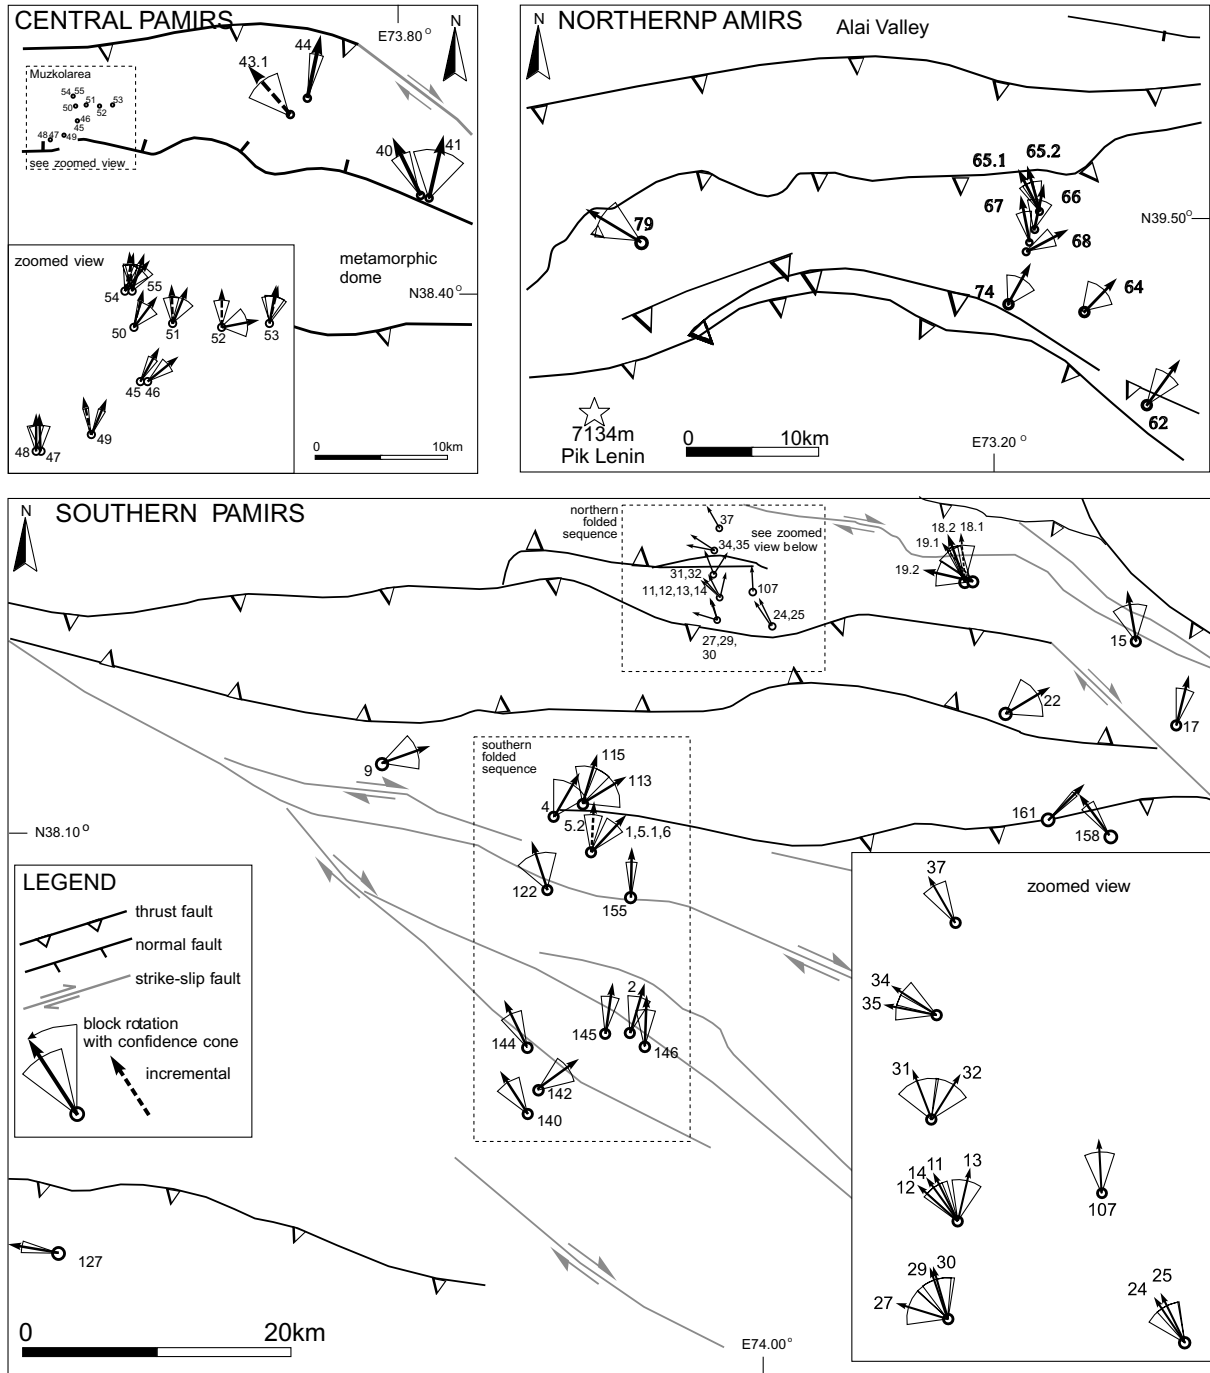 CENTRAL PAMIRS
E73.80°
N
44
43.1
Muzkolarea
54 55
50 51 53
52
46
45
4847 49
see zoomed view
40
41
zoomed view
metamorphic
dome
N38.40°
54
55
50
51
52
53
45 46
49
48 47
0
10km
NORTHERNP AMIRS
Alai Valley
N
65.1
65.2
66
67
N39.50°
79
68
74
64
62
7134m
Pik Lenin
0
10km
E73.20°
SOUTHERN PAMIRS
N
northern
folded
sequence
37
see zoomed
view below
34,35
31,32
11,12,13,14
107
24,25
27,29,
30
18.2 18.1
19.1
19.2
15
22
17
southern
folded
sequence
9
115
113
4
5.2
1,5.1,6
161
158
N38.10°
122
155
LEGEND
thrust fault
normal fault
strike-slip fault
block rotation
with confidence cone
incremental
2
145
146
144
142
140
zoomed view
37
34
35
31
32
11
14
12
13
107
29
30
27
25
24
127
0
20km
E74.00°